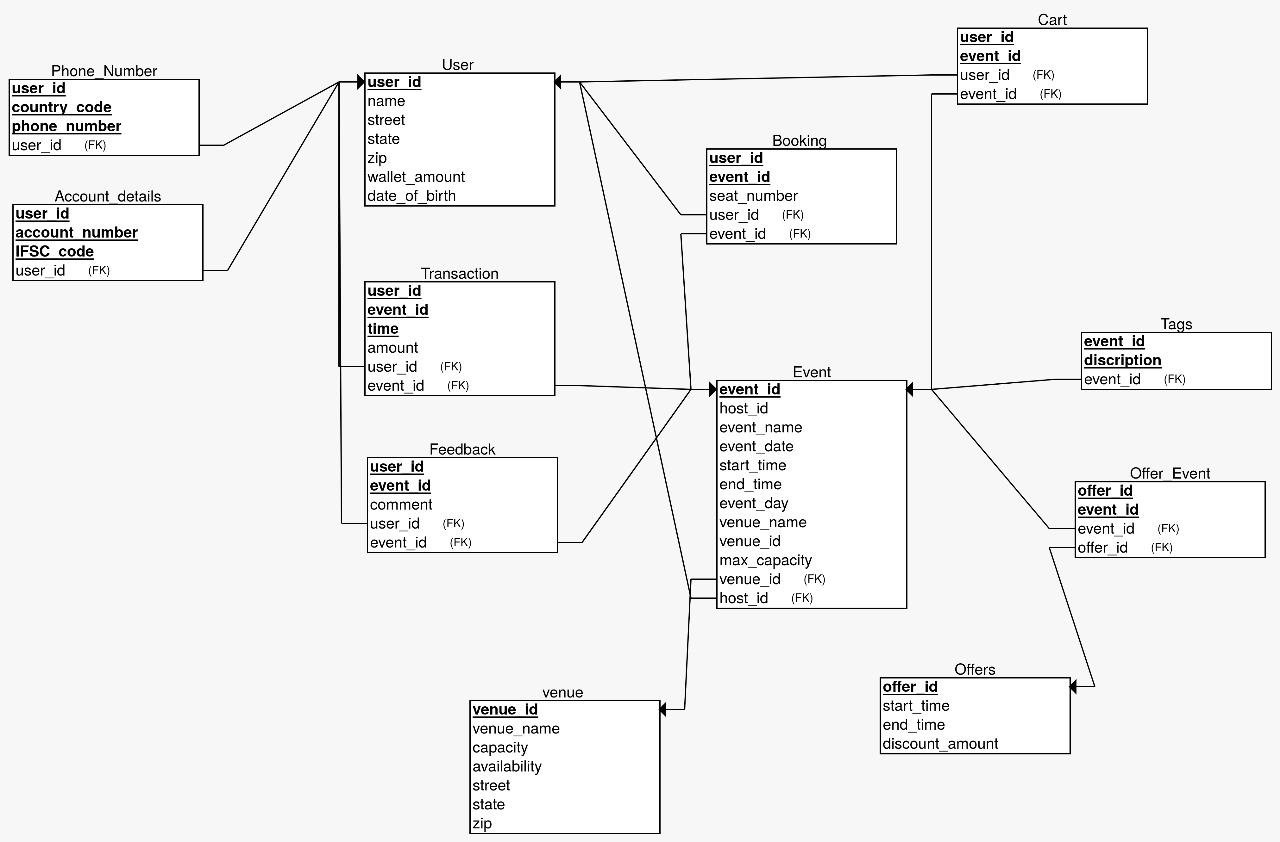 Phone_Number
user_id
country_code
phone_number
user_id (FK)
Account_details
user_id
account_number
IFSC_code
user_id (FK)
User
user_id
name
street
state
zip
wallet_amount
date_of_birth
Transaction
user_id
event_id
time
amount
user_id (FK)
event_id (FK)
Feedback
user_id
event_id
comment
user_id (FK)
event_id (FK)
Cart
user_id
event_id
user_id (FK)
event_id (FK)
Booking
user_id
event_id
seat_number
user_id (FK)
event_id (FK)
Event
event_id
host_id
event_name
event_date
start_time
end_time
event_day
venue_name
venue_id
max_capacity
venue_id (FK)
host_id (FK)
Tags
event_id
discription
event_id (FK)
Offer_Event
offer_id
event_id
event_id (FK)
offer_id (FK)
Offers
offer_id
start_time
end_time
discount_amount
venue
venue_id
venue_name
capacity
availability
street
state
zip